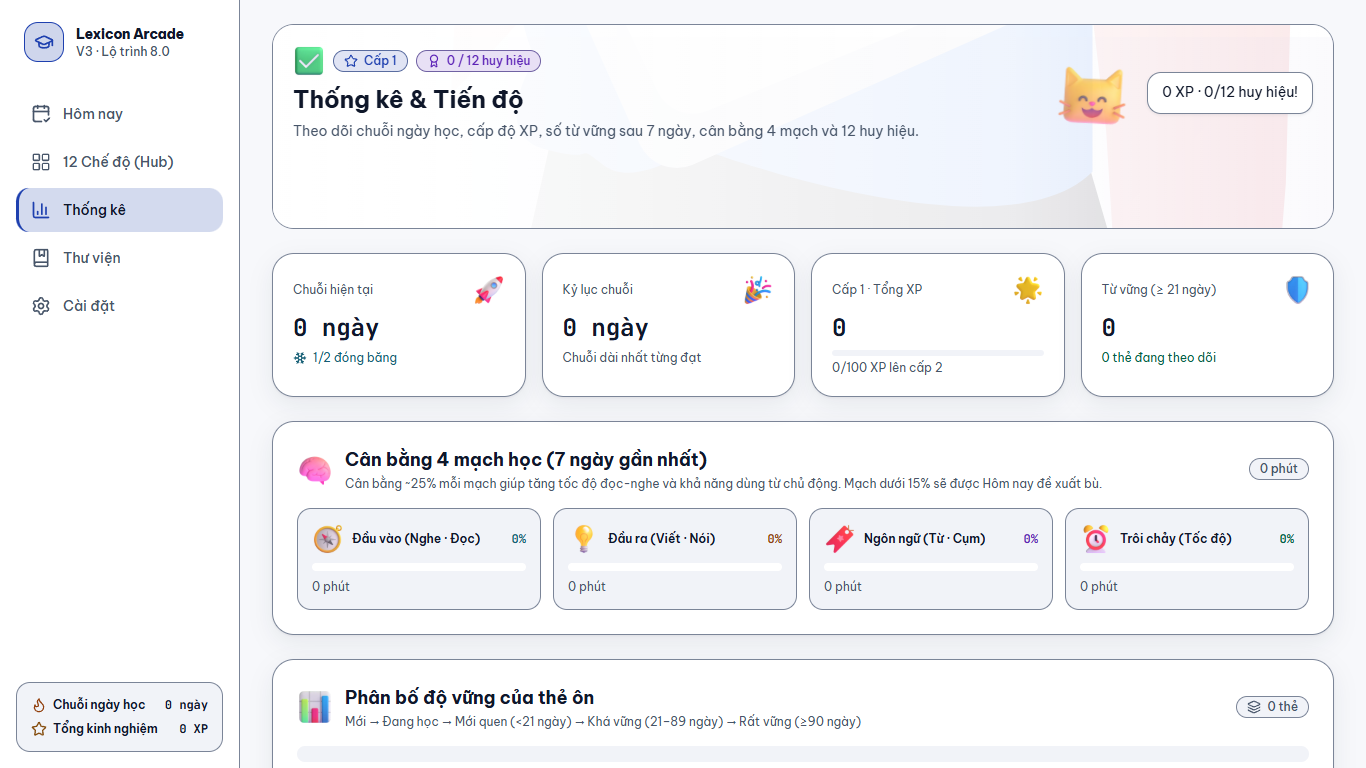 Lexicon Arcade
V3 · Lộ trình 8.0
Hôm nay
12 Chế độ (Hub)
Thống kê
Thư viện
Cài đặt
Chuỗi ngày học 0 ngày
Tổng kinh nghiệm 0 XP
Cấp 1
0 / 12 huy hiệu
Thống kê & Tiến độ
Theo dõi chuỗi ngày học, cấp độ XP, số từ vững sau 7 ngày, cân bằng 4 mạch và 12 huy hiệu.
0 XP · 0/12 huy hiệu!
Chuỗi hiện tại
0 ngày
1/2 đóng băng
Kỷ lục chuỗi
0 ngày
Chuỗi dài nhất từng đạt
Cấp 1 · Tổng XP
0
0/100 XP lên cấp 2
Từ vững (≥ 21 ngày)
0
0 thẻ đang theo dõi
Cân bằng 4 mạch học (7 ngày gần nhất)
Cân bằng ~25% mỗi mạch giúp tăng tốc độ đọc-nghe và khả năng dùng từ chủ động. Mạch dưới 15% sẽ được Hôm nay đề xuất bù.
0 phút
Đầu vào (Nghe · Đọc) 0%
0 phút
Đầu ra (Viết · Nói) 0%
0 phút
Ngôn ngữ (Từ · Cụm) 0%
0 phút
Trôi chảy (Tốc độ) 0%
0 phút
Phân bố độ vững của thẻ ôn
Mới → Đang học → Mới quen (<21 ngày) → Khá vững (21–89 ngày) → Rất vững (≥90 ngày)
0 thẻ